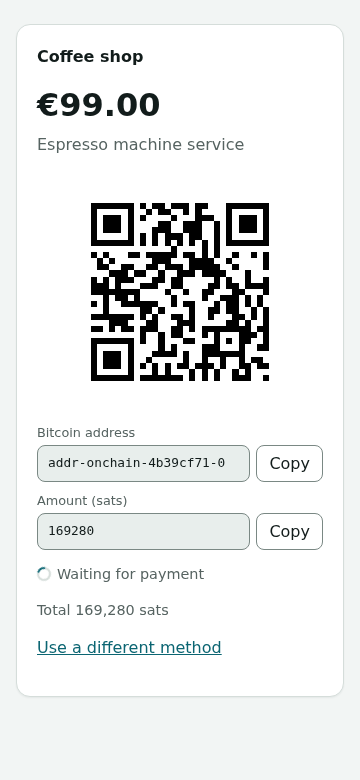 Coffee shop
€99.00
Espresso machine service
Bitcoin address
addr-onchain-4b39cf71-0
Copy
Amount (sats)
169280
Copy
Waiting for payment
Total 169,280 sats
Use a different method